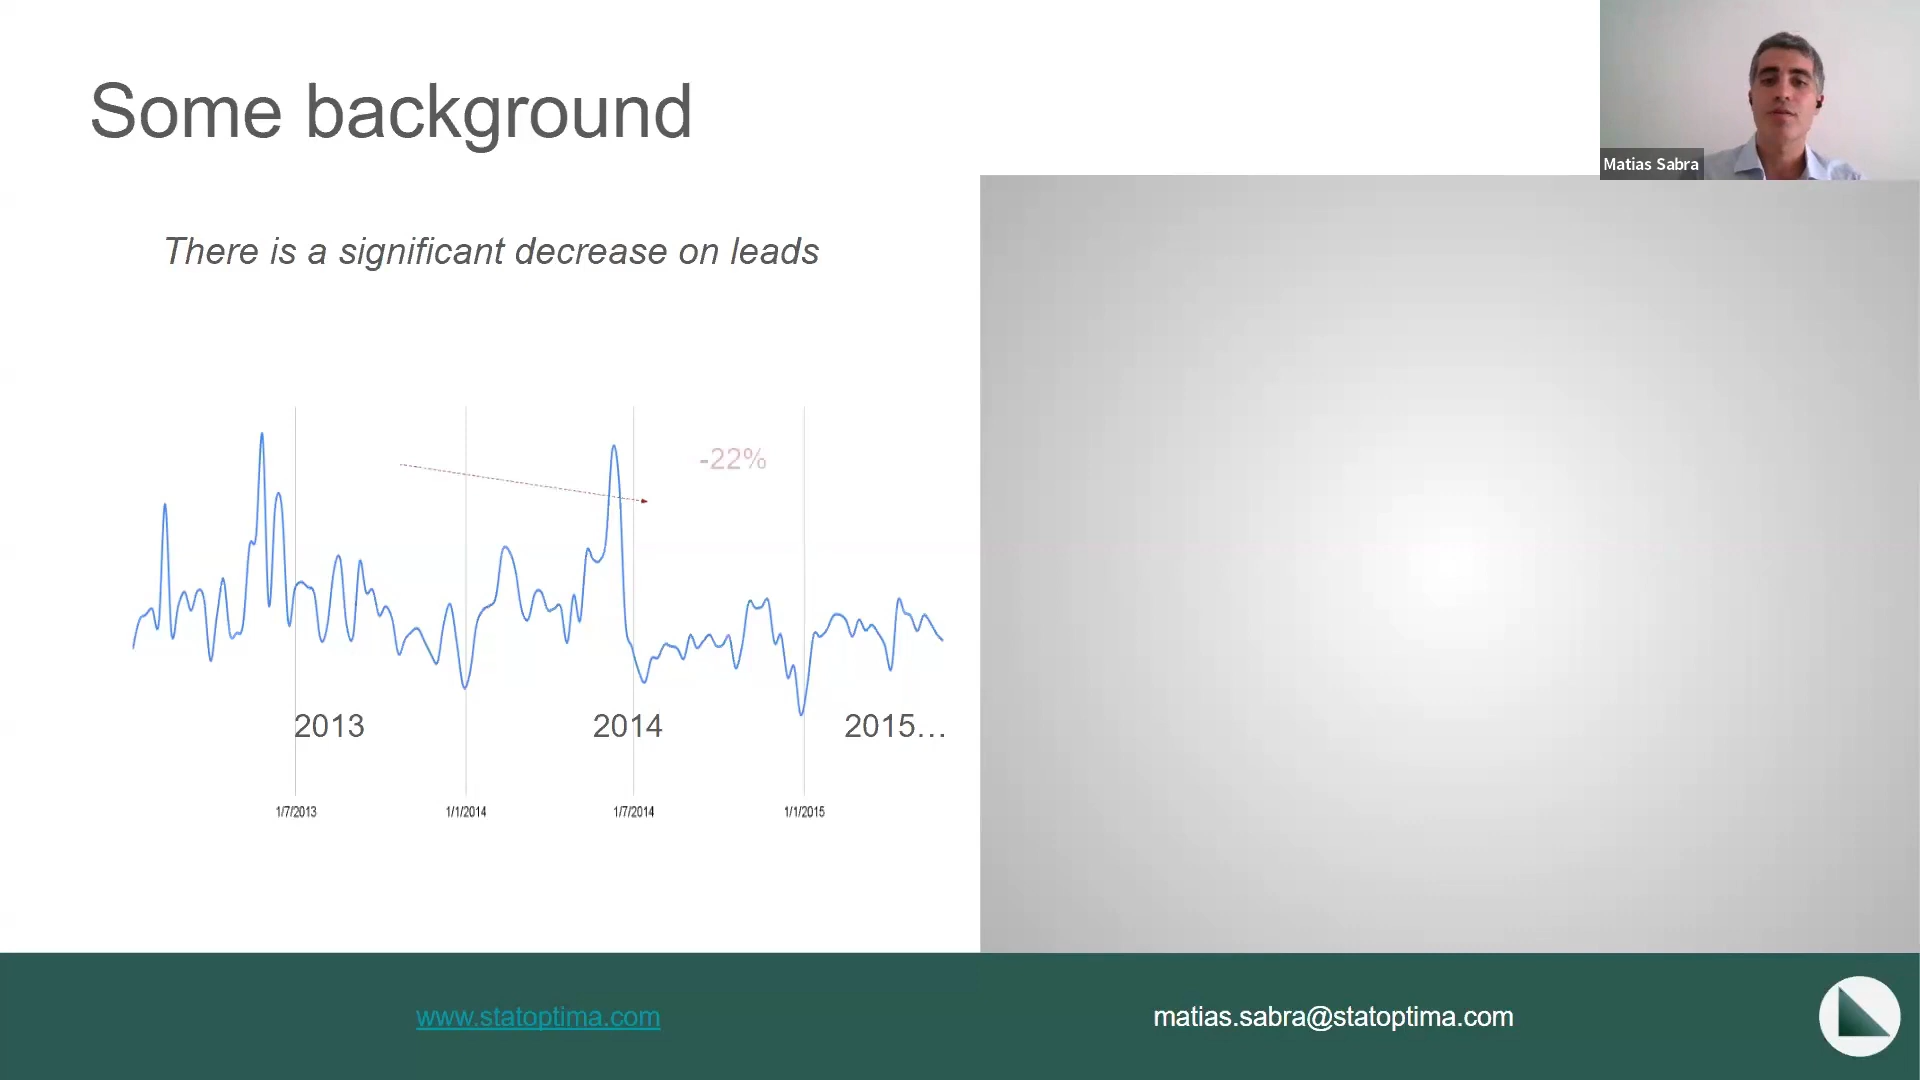 Some background
Matias Sabra
There is a significant decrease on leads
-22%
2013 2014 2015...
1/7/2013 1/1/2014 1/7/2014 1/1/2015
www.statoptima.com
matias.sabra@statoptima.com